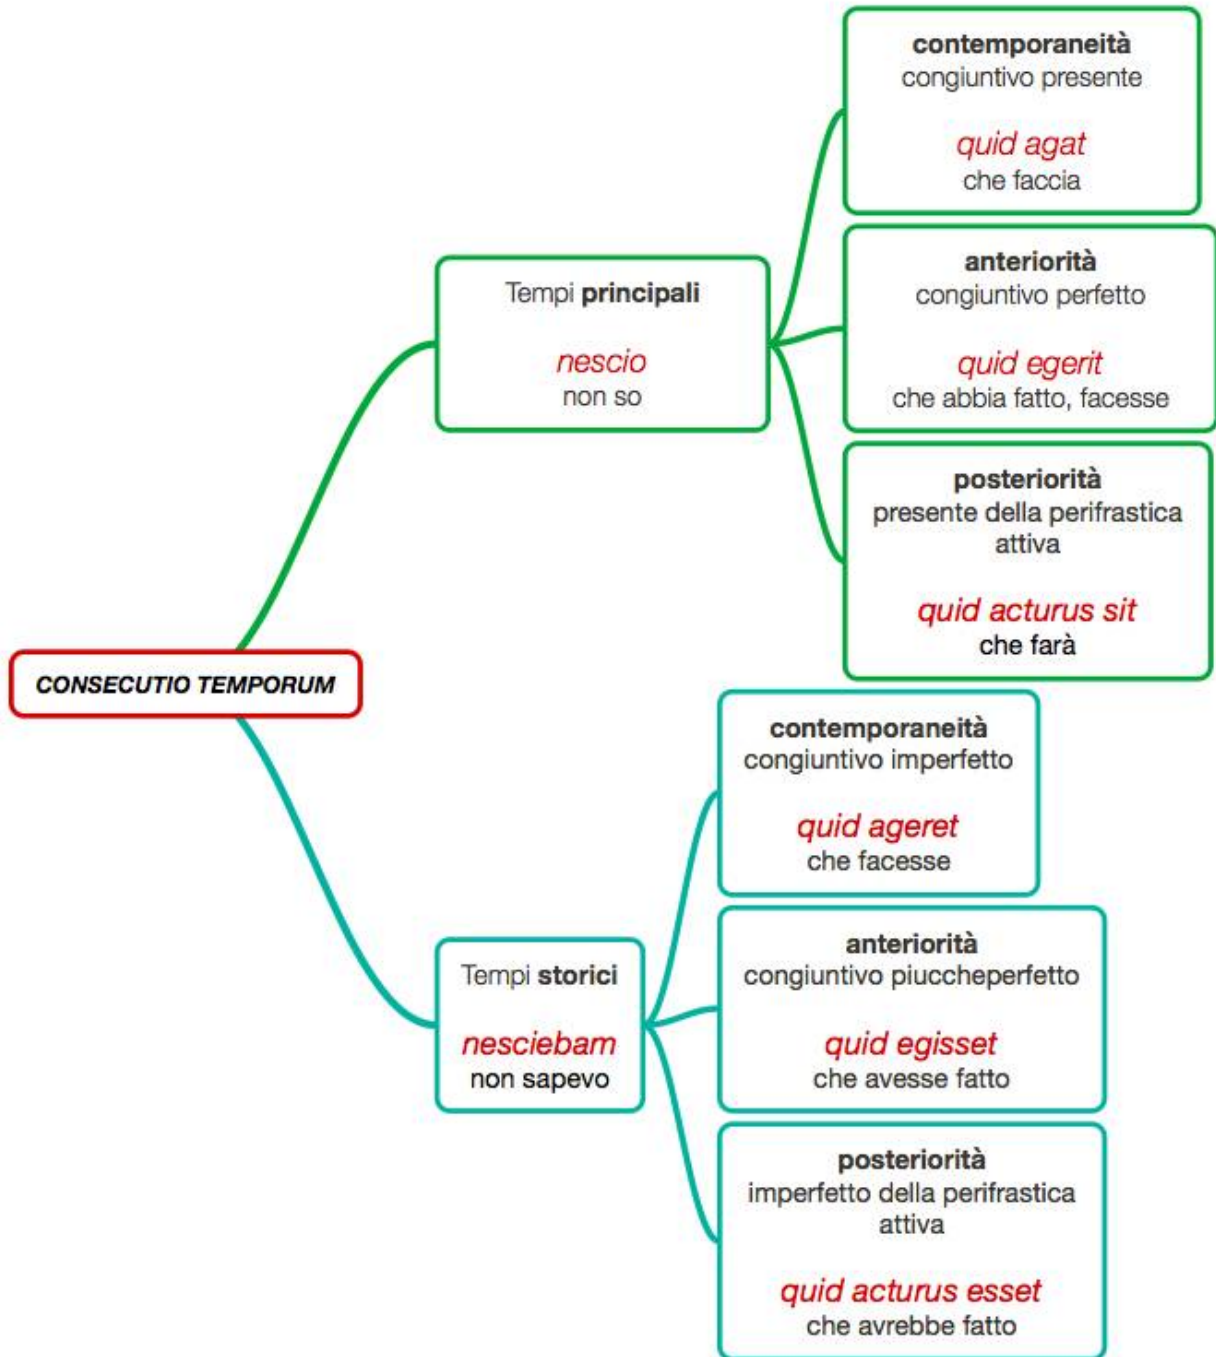 CONSECUTIO TEMPORUM
Tempi principali
nescio
non so
contemporaneità
congiuntivo presente
quid agat
che faccia
anteriorità
congiuntivo perfetto
quid egerit
che abbia fatto, facesse
posteriorità
presente della perifrastica
attiva
quid acturus sit
che farà
Tempi storici
nesciebam
non sapevo
contemporaneità
congiuntivo imperfetto
quid ageret
che facesse
anteriorità
congiuntivo piuccheperfetto
quid egisset
che avesse fatto
posteriorità
imperfetto della perifrastica
attiva
quid acturus esset
che avrebbe fatto